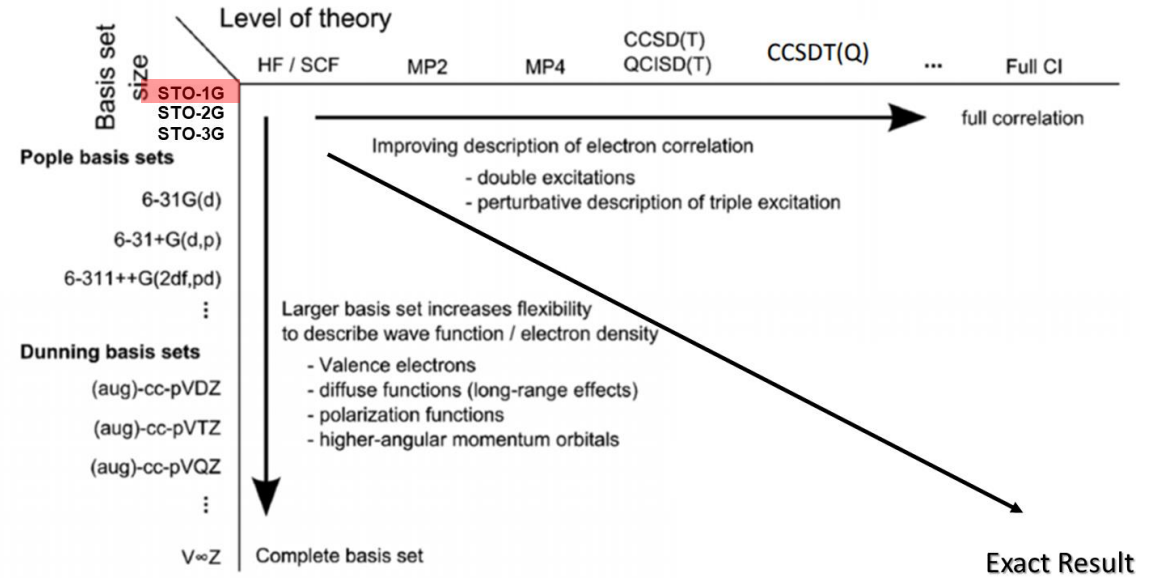 Level of theory
Basis set
size
HF / SCF
MP2
MP4
CCSD(T)
QCISD(T)
CCSDT(Q)
...
Full CI
STO-1G
STO-2G
STO-3G
full correlation
Improving description of electron correlation
- double excitations
- perturbative description of triple excitation
Pople basis sets
6-31G(d)
6-31+G(d,p)
6-311++G(2df,pd)
⋮
Larger basis set increases flexibility
to describe wave function / electron density
- Valence electrons
- diffuse functions (long-range effects)
- polarization functions
- higher-angular momentum orbitals
Dunning basis sets
(aug)-cc-pVDZ
(aug)-cc-pVTZ
(aug)-cc-pVQZ
⋮
V∞Z
Complete basis set
Exact Result